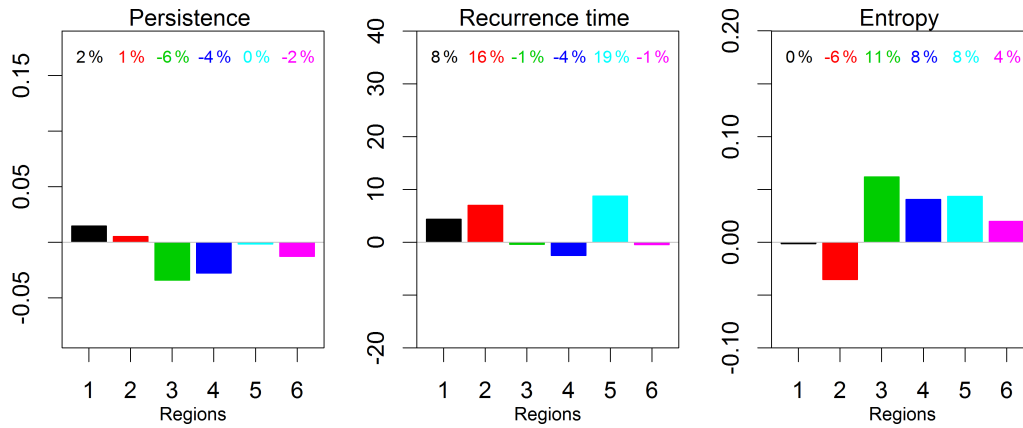 Persistence
2 % 1 % -6 % -4 % 0 % -2 %
0.15
0.05
-0.05
1 2 3 4 5 6
Regions
Recurrence time
8 % 16 % -1 % -4 % 19 % -1 %
40
30
20
10
0
-20
1 2 3 4 5 6
Regions
Entropy
0 % -6 % 11 % 8 % 8 % 4 %
0.20
0.10
0.00
-0.10
1 2 3 4 5 6
Regions